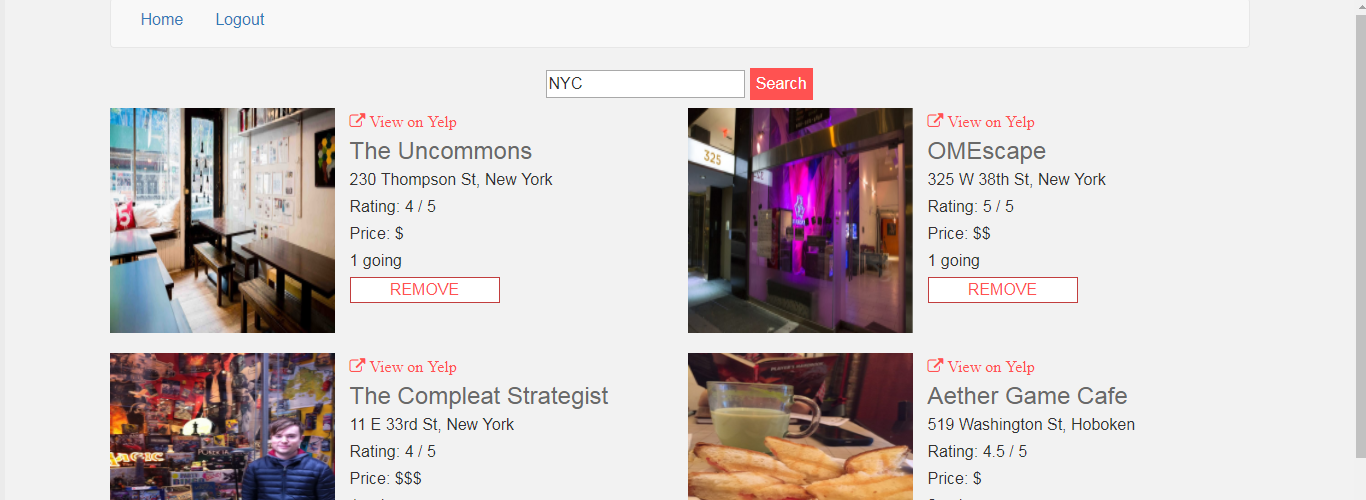 Home Logout
NYC Search
View on Yelp
The Uncommons
230 Thompson St, New York
Rating: 4 / 5
Price: $
1 going
REMOVE
325
View on Yelp
OMEscape
325 W 38th St, New York
Rating: 5 / 5
Price: $$
1 going
REMOVE
MAGIC
View on Yelp
The Compleat Strategist
11 E 33rd St, New York
Rating: 4 / 5
Price: $$$
View on Yelp
Aether Game Cafe
519 Washington St, Hoboken
Rating: 4.5 / 5
Price: $